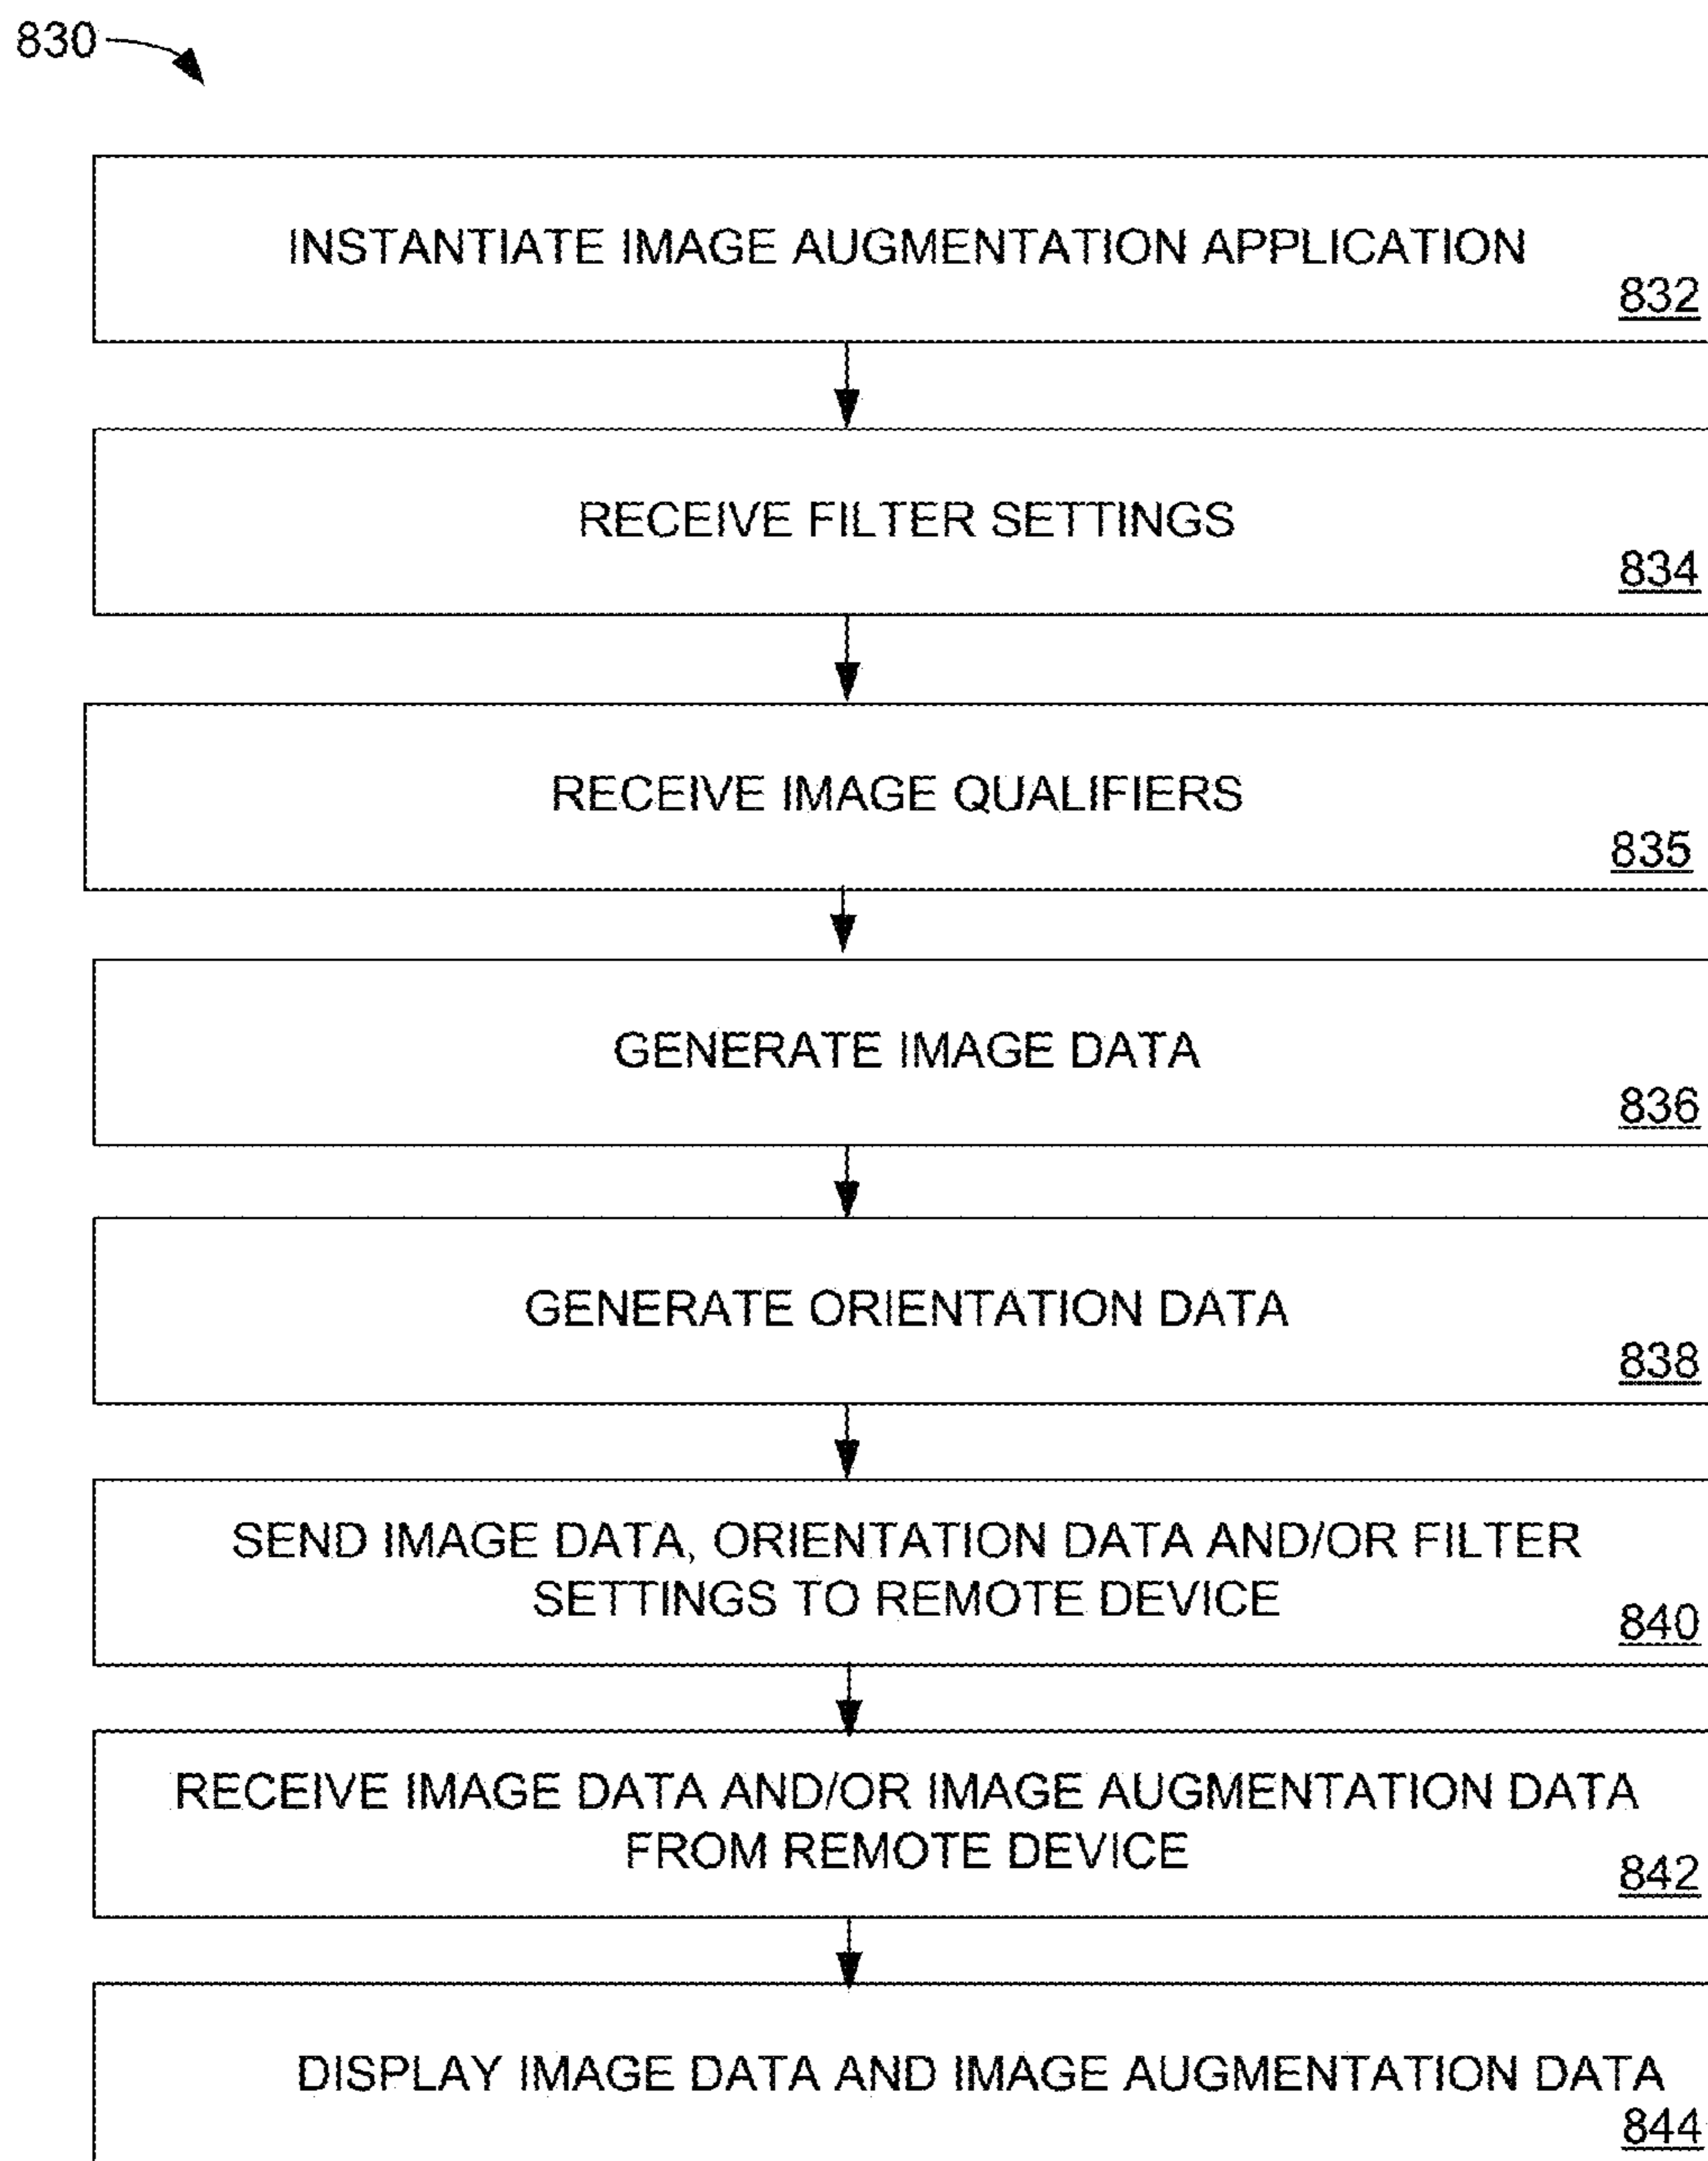 830
INSTANTIATE IMAGE AUGMENTATION APPLICATION
832
RECEIVE FILTER SETTINGS
834
RECEIVE IMAGE QUALIFIERS
835
GENERATE IMAGE DATA
836
GENERATE ORIENTATION DATA
838
SEND IMAGE DATA, ORIENTATION DATA AND/OR FILTER
SETTINGS TO REMOTE DEVICE
840
RECEIVE IMAGE DATA AND/OR IMAGE AUGMENTATION DATA
FROM REMOTE DEVICE
842
DISPLAY IMAGE DATA AND IMAGE AUGMENTATION DATA
844